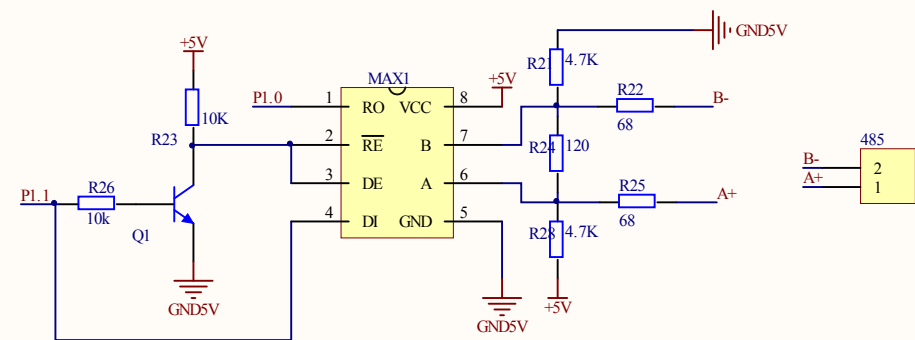 GND5V
+5V
R21
4.7K
MAX1
+5V
R22
P1.0
1
RO
VCC
8
B-
10K
68
R23
2
RE
B
7
R24
120
485
B-
2
3
DE
A
6
R25
A+
1
R26
P1.1
A+
10k
4
DI
GND
5
68
Q1
R28
4.7K
GND5V
+5V
GND5V